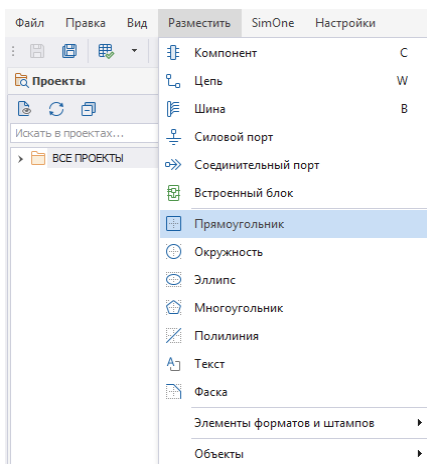 Файл Правка Вид Разместить SimOne Настройки
Компонент C
Проекты
Цепь W
Шина B
Искать в проектах...
Силовой порт
ВСЕ ПРОЕКТЫ
Соединительный порт
Встроенный блок
Прямоугольник
Окружность
Эллипс
Многоугольник
Полилиния
Текст
Фаска
Элементы форматов и штампов
Объекты